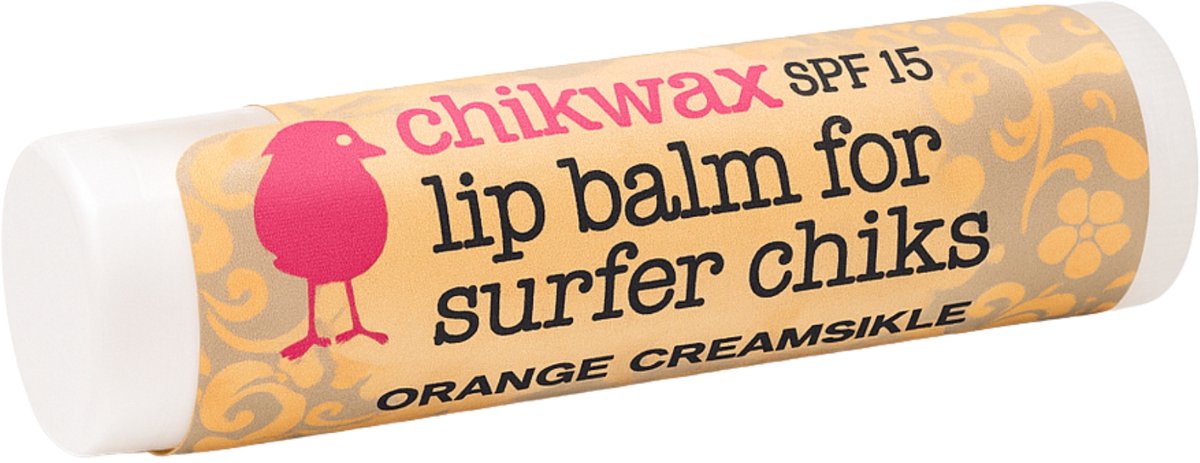 chikwax SPF 15
lip balm for
surfer chiks
ORANGE CREAMSIKLE